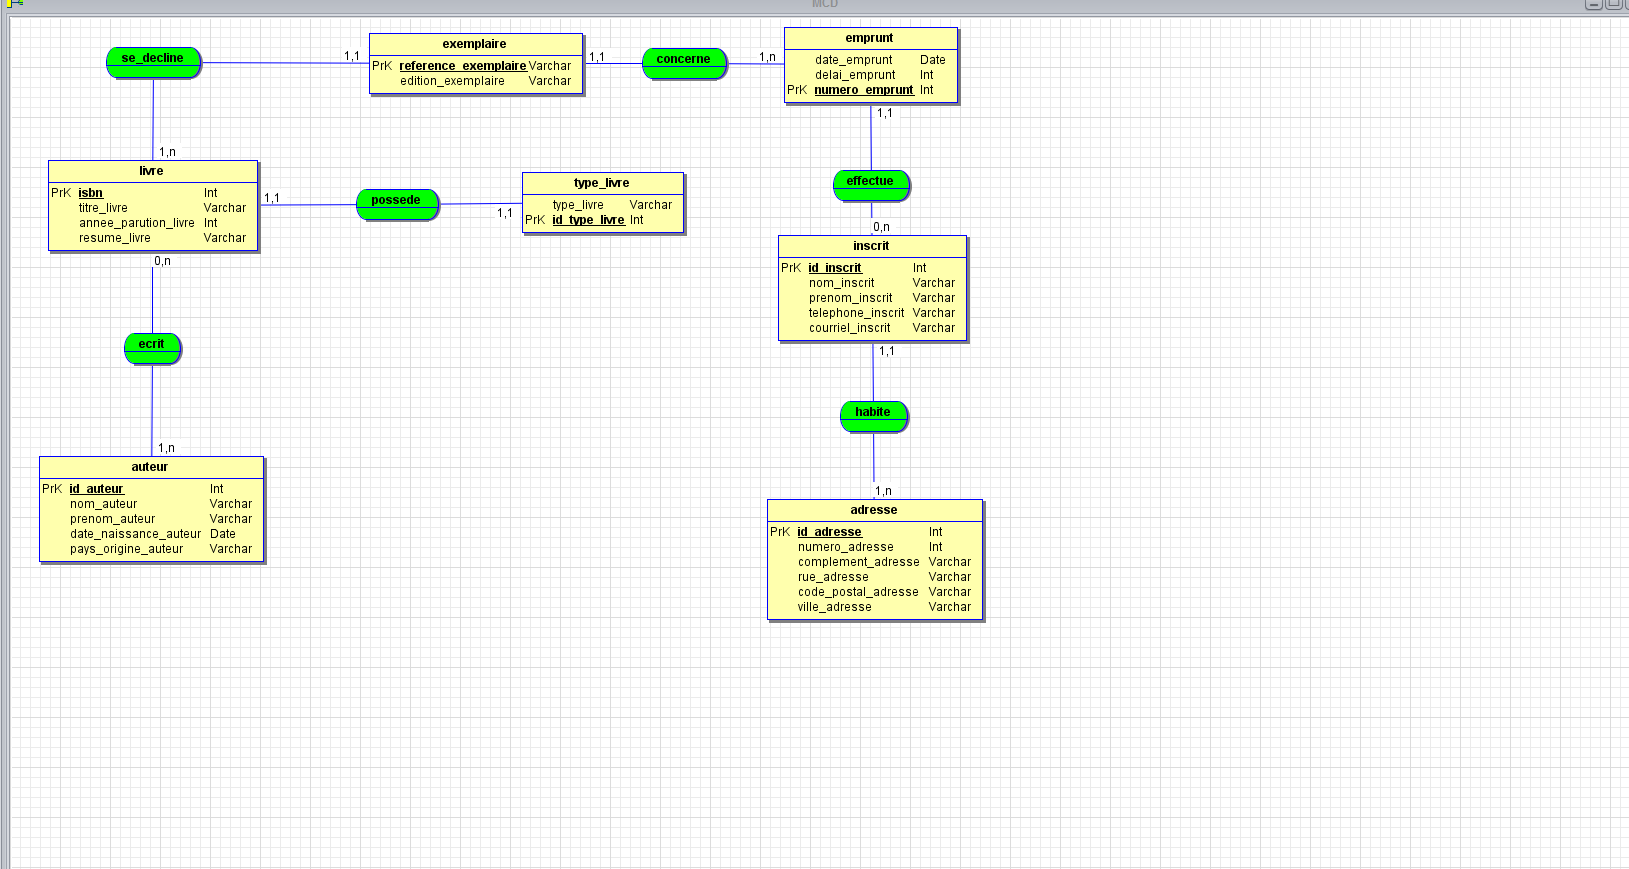 MCD
se_decline
1,1
exemplaire
PrK reference_exemplaire Varchar
edition_exemplaire Varchar
1,1
concerne
1,n
emprunt
date_emprunt Date
delai_emprunt Int
PrK numero_emprunt Int
1,1
1,n
livre
PrK isbn Int
titre_livre Varchar
annee_parution_livre Int
resume_livre Varchar
1,1
possede
1,1
type_livre
type_livre Varchar
PrK id_type_livre Int
effectue
0,n
inscrit
PrK id_inscrit Int
nom_inscrit Varchar
prenom_inscrit Varchar
telephone_inscrit Varchar
courriel_inscrit Varchar
0,n
ecrit
1,n
1,1
habite
1,n
auteur
PrK id_auteur Int
nom_auteur Varchar
prenom_auteur Varchar
date_naissance_auteur Date
pays_origine_auteur Varchar
adresse
PrK id_adresse Int
numero_adresse Int
complement_adresse Varchar
rue_adresse Varchar
code_postal_adresse Varchar
ville_adresse Varchar